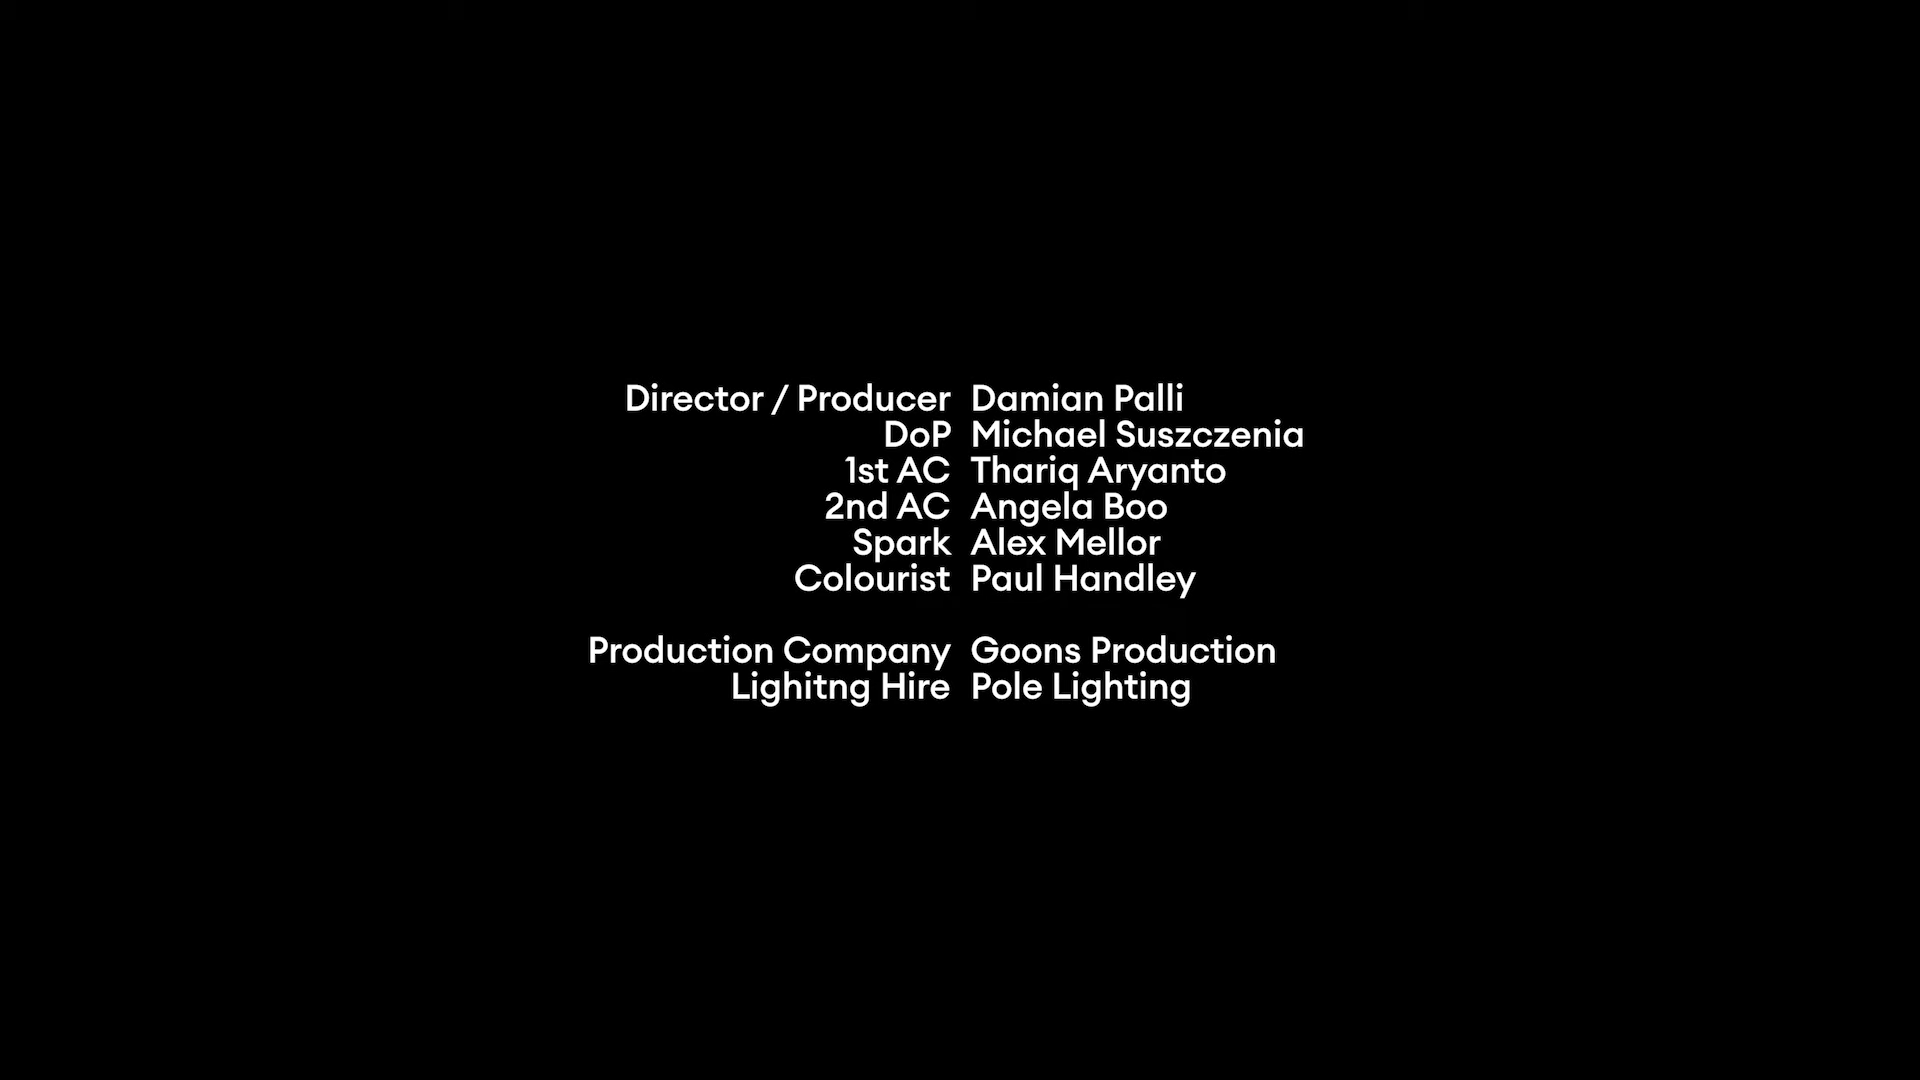 Director / Producer Damian Palli
DoP Michael Suszczenia
1st AC Thariq Aryanto
2nd AC Angela Boo
Spark Alex Mellor
Colourist Paul Handley
Production Company Goons Production
Lighitng Hire Pole Lighting